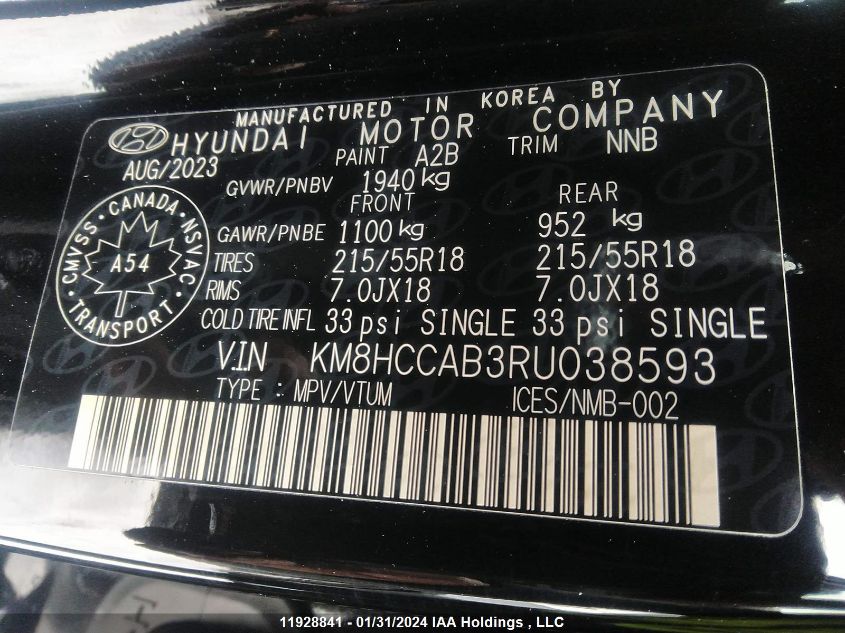 MANUFACTURED IN KOREA BY
HYUNDAI MOTOR COMPANY
AUG/2023 PAINT A2B TRIM NNB
GVWR/PNBV 1940 kg
FRONT REAR
GAWR/PNBE 1100 kg 952 kg
TIRES 215/55R18 215/55R18
RIMS 7.0JX18 7.0JX18
COLD TIRE INFL 33 psi SINGLE 33 psi SINGLE
V.I.N KM8HCCAB3RU038593
TYPE : MPV/VTUM ICES/NMB-002
CMVSS • CANADA • NSVAC
A54
• TRANSPORT •
11928841 - 01/31/2024 IAA Holdings , LLC